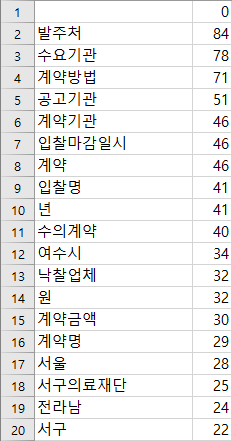 1 0
2 발주처 84
3 수요기관 78
4 계약방법 71
5 공고기관 51
6 계약기관 46
7 입찰마감일시 46
8 계약 46
9 입찰명 41
10 년 41
11 수의계약 40
12 여수시 34
13 낙찰업체 32
14 원 32
15 계약금액 30
16 계약명 29
17 서울 28
18 서구의료재단 25
19 전라남 24
20 서구 22